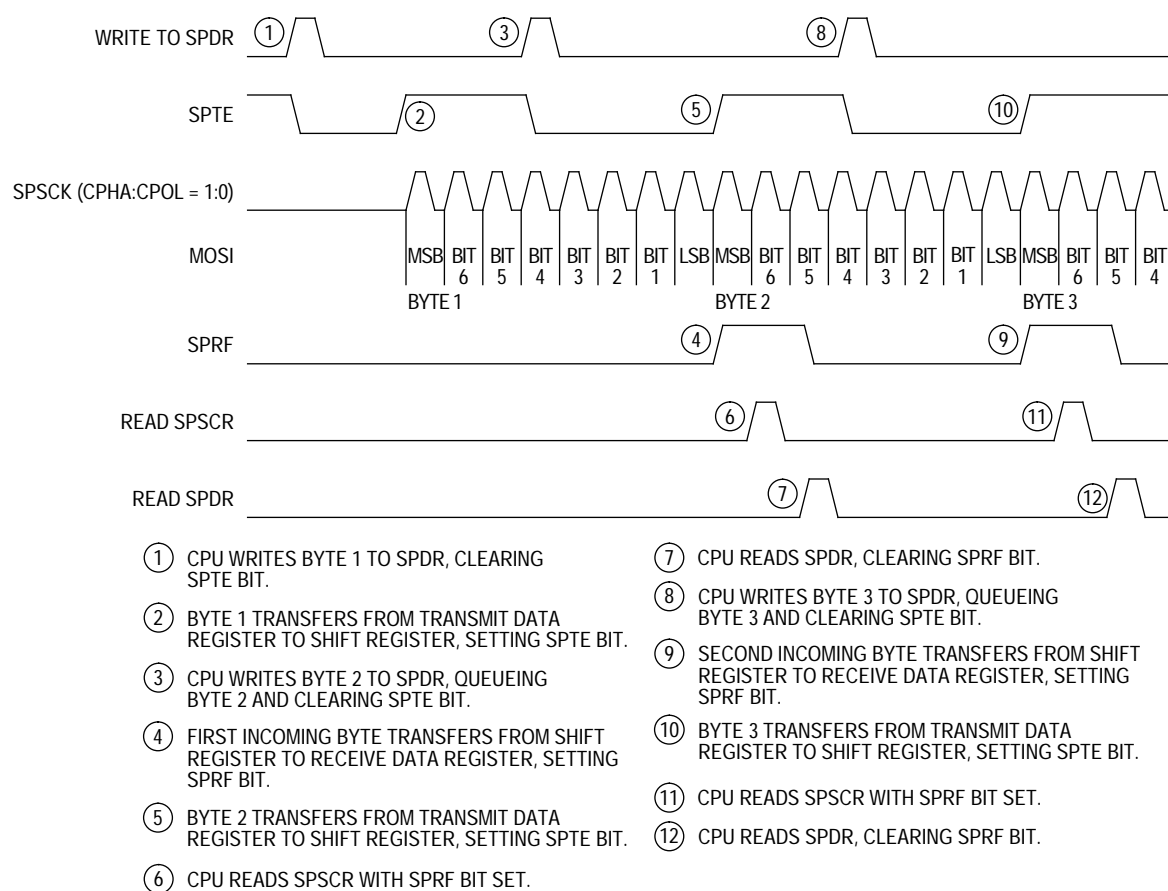 WRITE TO SPDR
1
3
8
SPTE
2
5
10
SPSCK (CPHA:CPOL = 1:0)
MOSI
MSB BIT 6 BIT 5 BIT 4 BIT 3 BIT 2 BIT 1 LSB MSB BIT 6 BIT 5 BIT 4 BIT 3 BIT 2 BIT 1 LSB MSB BIT 6 BIT 5 BIT 4
BYTE 1 BYTE 2 BYTE 3
SPRF
4
9
READ SPSCR
6
11
READ SPDR
7
12
1 CPU WRITES BYTE 1 TO SPDR, CLEARING
SPTE BIT.
2 BYTE 1 TRANSFERS FROM TRANSMIT DATA
REGISTER TO SHIFT REGISTER, SETTING SPTE BIT.
3 CPU WRITES BYTE 2 TO SPDR, QUEUEING
BYTE 2 AND CLEARING SPTE BIT.
4 FIRST INCOMING BYTE TRANSFERS FROM SHIFT
REGISTER TO RECEIVE DATA REGISTER, SETTING
SPRF BIT.
5 BYTE 2 TRANSFERS FROM TRANSMIT DATA
REGISTER TO SHIFT REGISTER, SETTING SPTE BIT.
6 CPU READS SPSCR WITH SPRF BIT SET.
7 CPU READS SPDR, CLEARING SPRF BIT.
8 CPU WRITES BYTE 3 TO SPDR, QUEUEING
BYTE 3 AND CLEARING SPTE BIT.
9 SECOND INCOMING BYTE TRANSFERS FROM SHIFT
REGISTER TO RECEIVE DATA REGISTER, SETTING
SPRF BIT.
10 BYTE 3 TRANSFERS FROM TRANSMIT DATA
REGISTER TO SHIFT REGISTER, SETTING SPTE BIT.
11 CPU READS SPSCR WITH SPRF BIT SET.
12 CPU READS SPDR, CLEARING SPRF BIT.